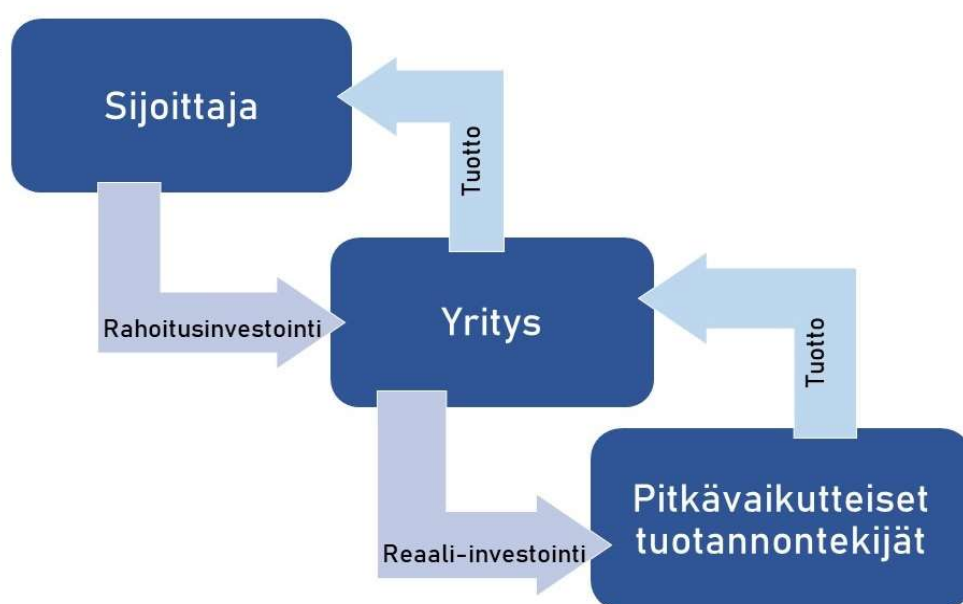 Sijoittaja
Tuotto
Rahoitusinvestointi
Yritys
Tuotto
Reaali-investointi
Pitkävaikutteiset
tuotannontekijät